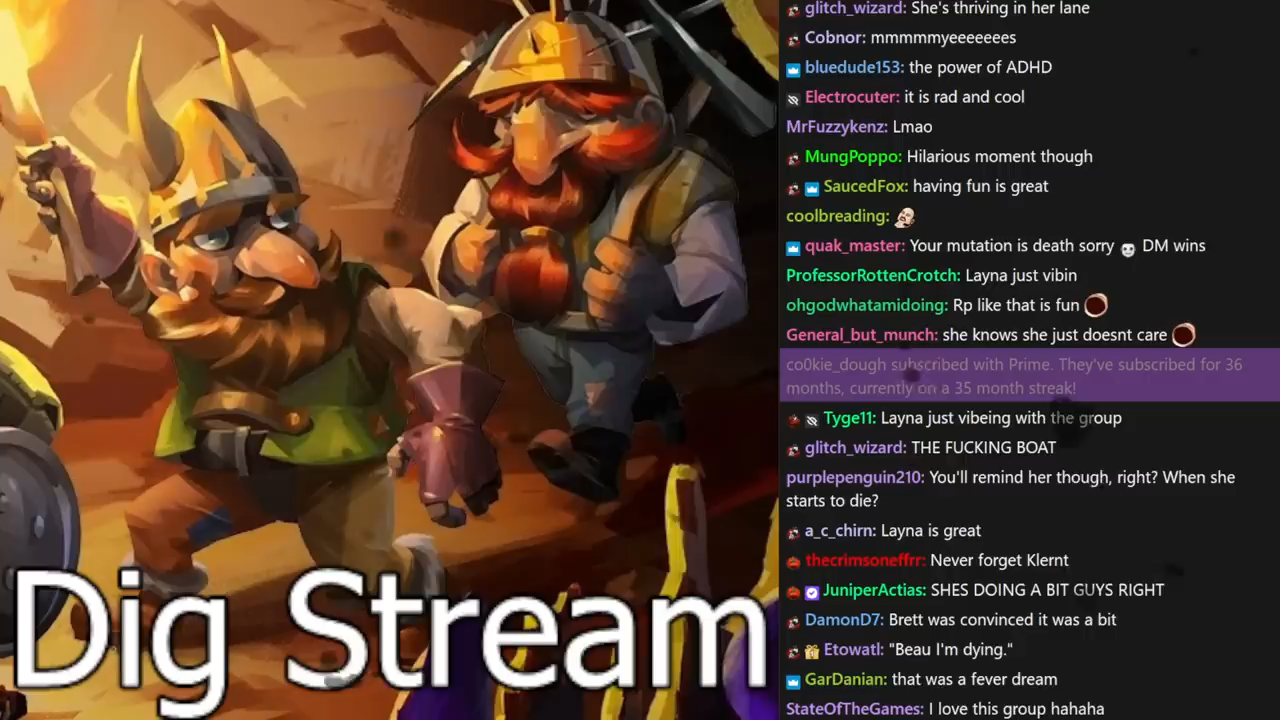 glitch_wizard: She's thriving in her lane
Cobnor: mmmmmyeeeeeees
bluedude153: the power of ADHD
Electrocuter: it is rad and cool
MrFuzzykenz: Lmao
MungPoppo: Hilarious moment though
SaucedFox: having fun is great
coolbreading:
quak_master: Your mutation is death sorry DM wins
ProfessorRottenCrotch: Layna just vibin
ohgodwhatamidoing: Rp like that is fun
General_but_munch: she knows she just doesnt care
co0kie_dough subscribed with Prime. They've subscribed for 36
months, currently on a 35 month streak!
Tyge11: Layna just vibeing with the group
glitch_wizard: THE FUCKING BOAT
purplepenguin210: You'll remind her though, right? When she
starts to die?
a_c_chirn: Layna is great
thecrimsoneffrr: Never forget Klernt
JuniperActias: SHES DOING A BIT GUYS RIGHT
DamonD7: Brett was convinced it was a bit
Etowatl: "Beau I'm dying."
GarDanian: that was a fever dream
StateOfTheGames: I love this group hahaha
Dig Stream